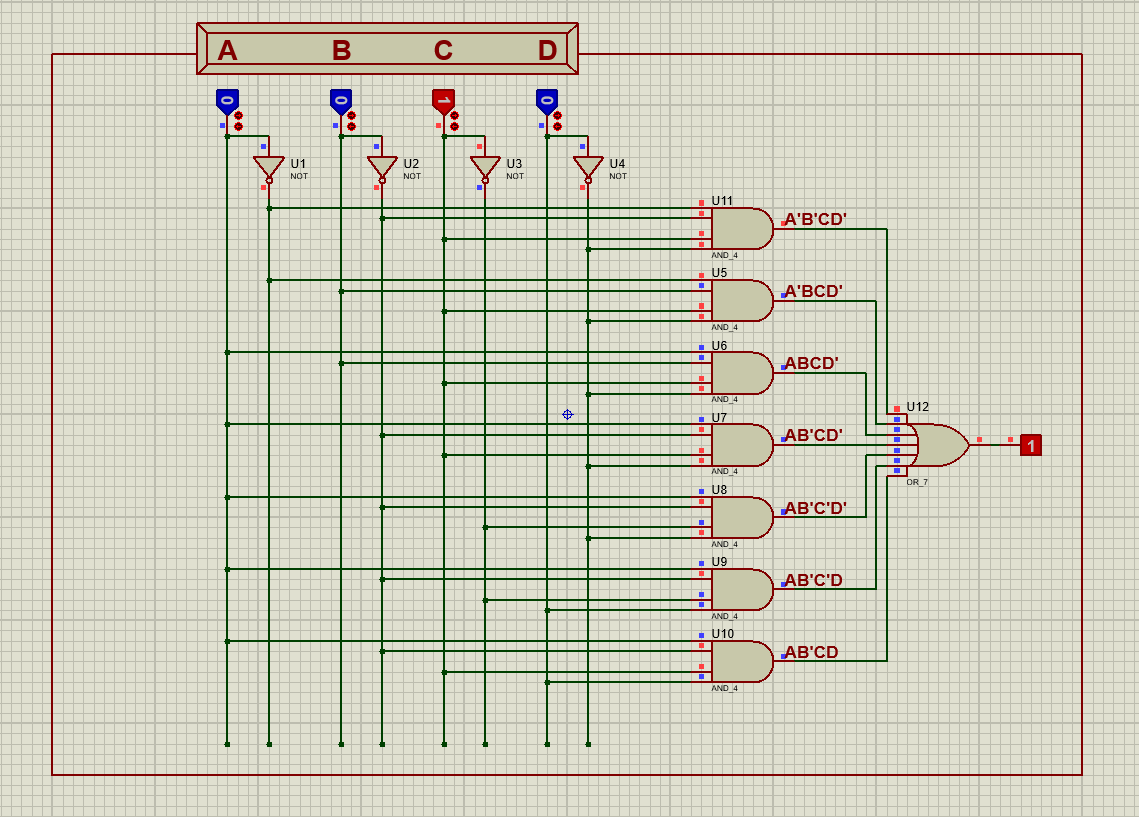 A B C D
0 0 1 0
U1 U2 U3 U4
NOT NOT NOT NOT
U11
A'B'CD'
AND_4
U5
A'BCD'
AND_4
U6
ABCD'
AND_4
U12
U7
AB'CD'
1
AND_4
OR_7
U8
AB'C'D'
AND_4
U9
AB'C'D
AND_4
U10
AB'CD
AND_4